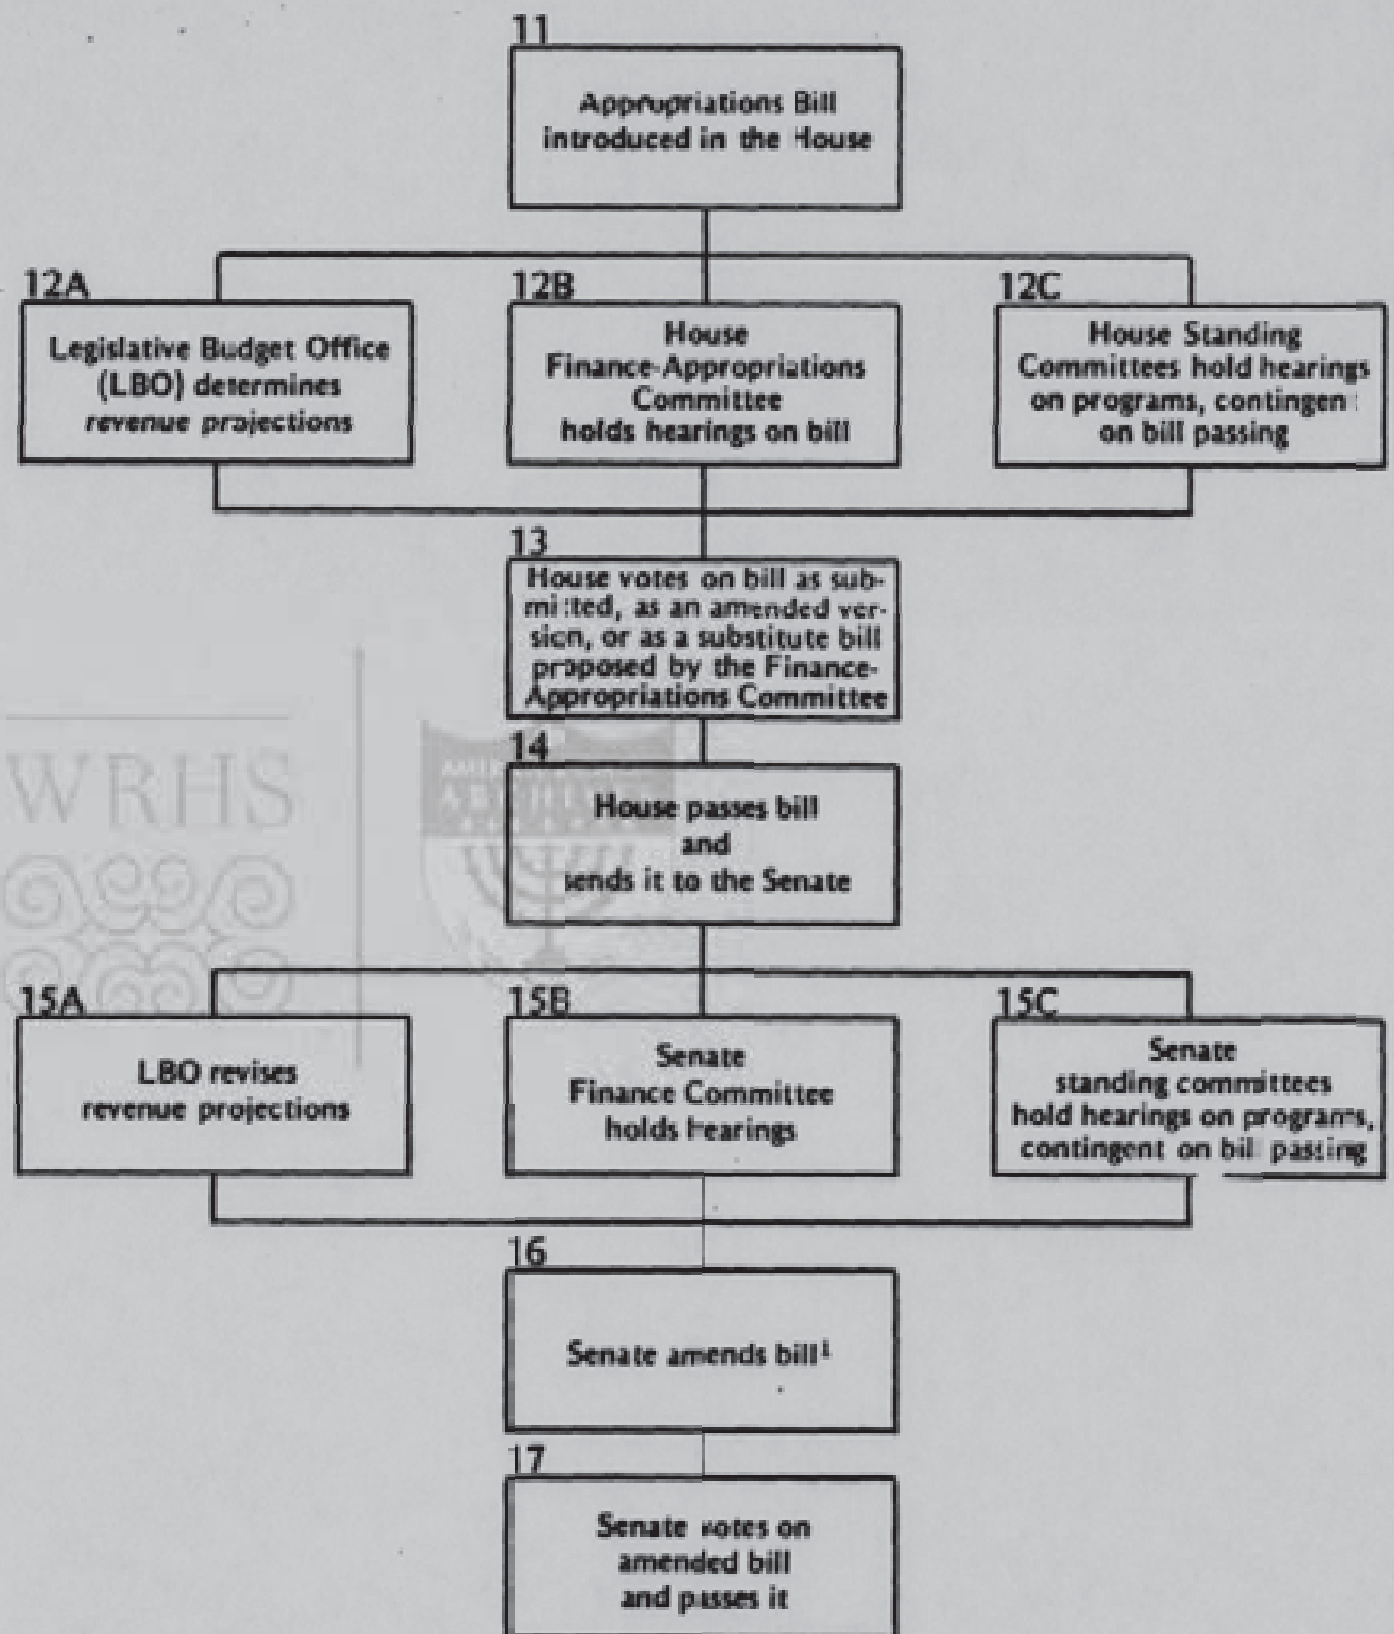 11
Appropriations Bill
introduced in the House
12A
Legislative Budget Office
(LBO) determines
revenue projections
12B
House
Finance-Appropriations
Committee
holds hearings on bill
12C
House Standing
Committees hold hearings
on programs, contingent
on bill passing
13
House votes on bill as sub-
mitted, as an amended ver-
sion, or as a substitute bill
proposed by the Finance-
Appropriations Committee
14
House passes bill
and
sends it to the Senate
WRHS
15A
LBO revises
revenue projections
15B
Senate
Finance Committee
holds hearings
15C
Senate
standing committees
hold hearings on programs,
contingent on bill passing
16
Senate amends bill¹
17
Senate votes on
amended bill
and passes it